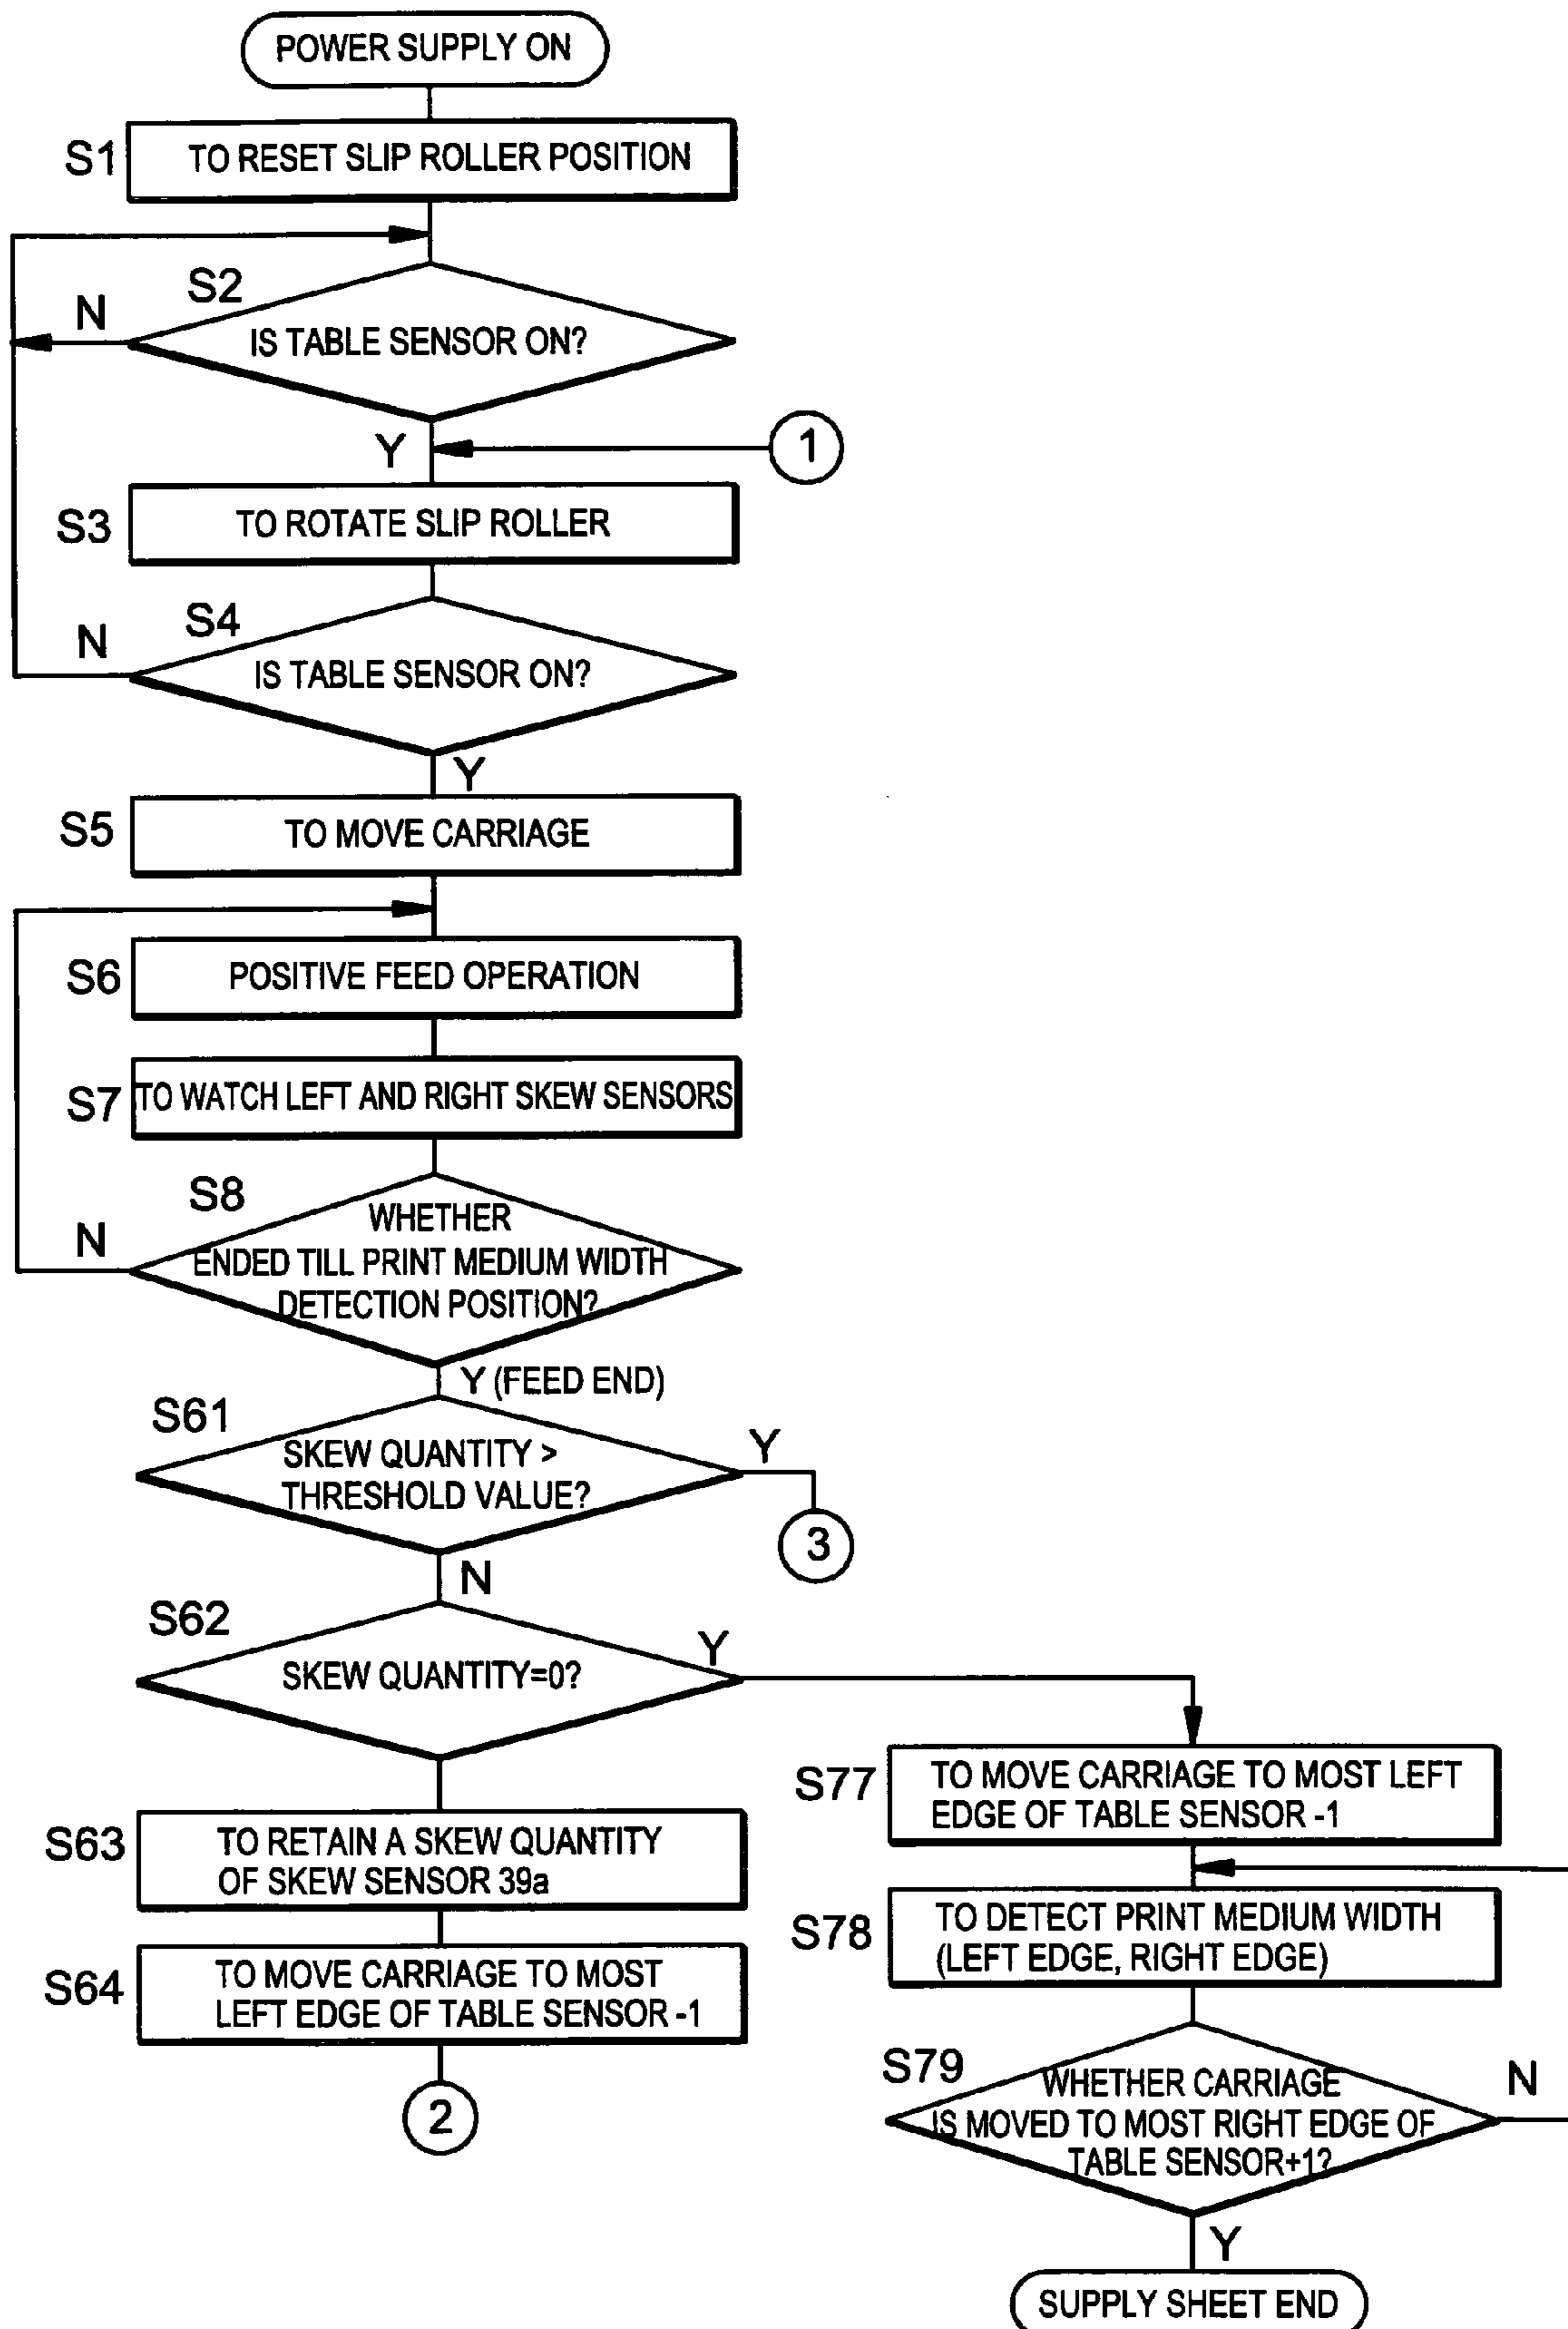 POWER SUPPLY ON
S1
TO RESET SLIP ROLLER POSITION
S2
N
IS TABLE SENSOR ON?
Y
1
S3
TO ROTATE SLIP ROLLER
S4
N
IS TABLE SENSOR ON?
Y
S5
TO MOVE CARRIAGE
S6
POSITIVE FEED OPERATION
S7
TO WATCH LEFT AND RIGHT SKEW SENSORS
S8
N
WHETHER
ENDED TILL PRINT MEDIUM WIDTH
DETECTION POSITION?
Y (FEED END)
S61
SKEW QUANTITY >
THRESHOLD VALUE?
Y
3
N
S62
SKEW QUANTITY=0?
Y
S63
TO RETAIN A SKEW QUANTITY
OF SKEW SENSOR 39a
S64
TO MOVE CARRIAGE TO MOST
LEFT EDGE OF TABLE SENSOR -1
2
S77
TO MOVE CARRIAGE TO MOST LEFT
EDGE OF TABLE SENSOR -1
S78
TO DETECT PRINT MEDIUM WIDTH
(LEFT EDGE, RIGHT EDGE)
S79
WHETHER CARRIAGE
IS MOVED TO MOST RIGHT EDGE OF
TABLE SENSOR+1?
N
Y
SUPPLY SHEET END